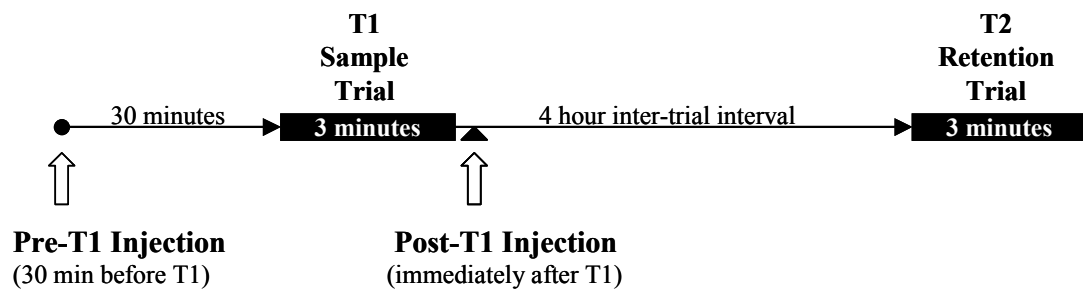 T1
Sample
Trial
T2
Retention
Trial
30 minutes
3 minutes
4 hour inter-trial interval
3 minutes
Pre-T1 Injection
(30 min before T1)
Post-T1 Injection
(immediately after T1)